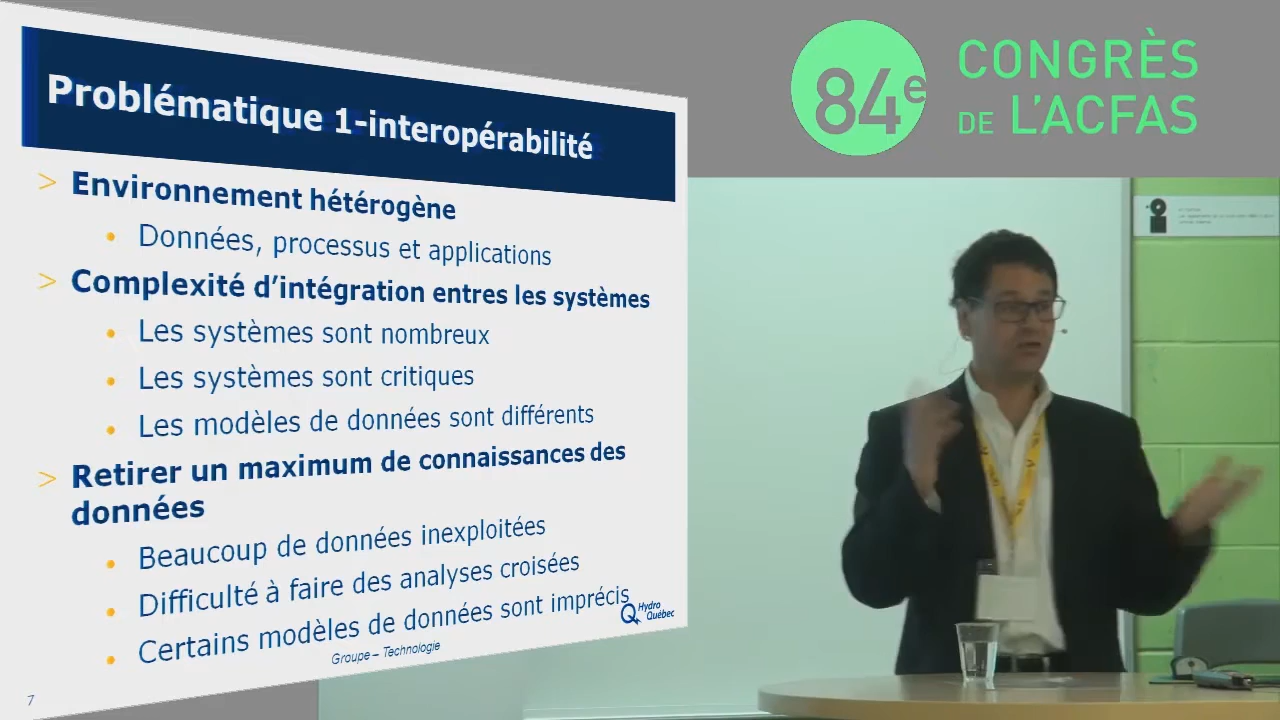 Problématique 1-interopérabilité
> Environnement hétérogène
• Données, processus et applications
> Complexité d'intégration entres les systèmes
• Les systèmes sont nombreux
• Les systèmes sont critiques
• Les modèles de données sont différents
> Retirer un maximum de connaissances des
données
• Beaucoup de données inexploitées
• Difficulté à faire des analyses croisées
• Certains modèles de données sont imprécis
Hydro
Québec
Groupe – Technologie
7
84e
CONGRÈS
DE L'ACFAS